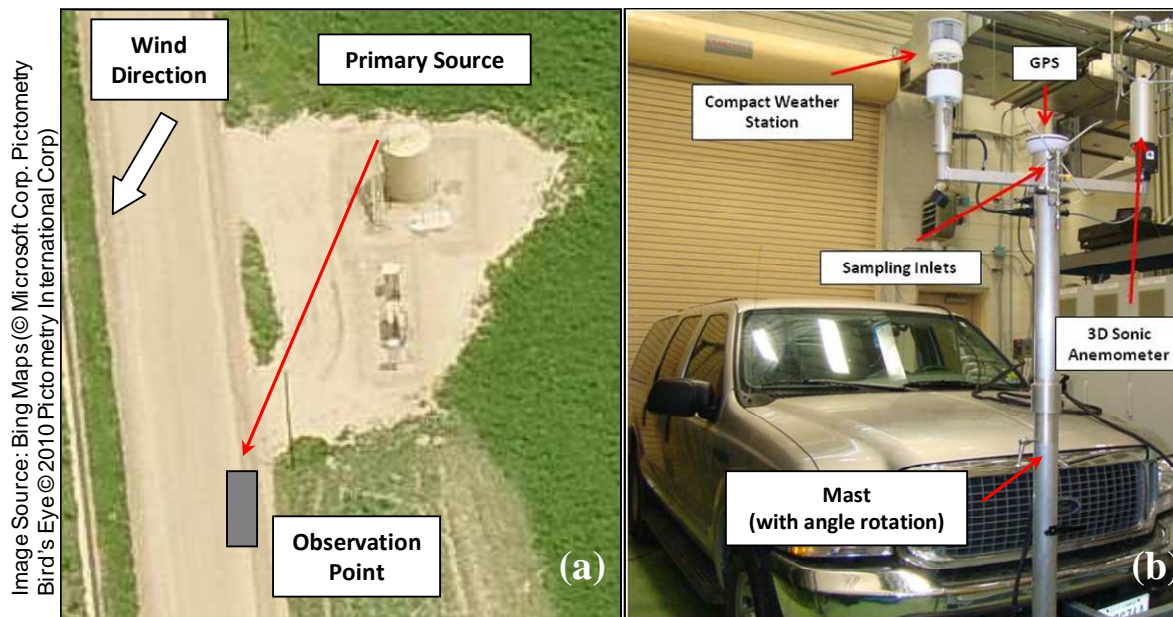 Image Source: Bing Maps(© Microsoft Corp. Pictometry
Bird's Eye©2010 Pictometry International Corp)
Wind
Direction
Primary Source
Observation
Point
(a)
Compact Weather
Station
GPS
Sampling Inlets
3D Sonic
Anemometer
Mast
(with angle rotation)
(b)